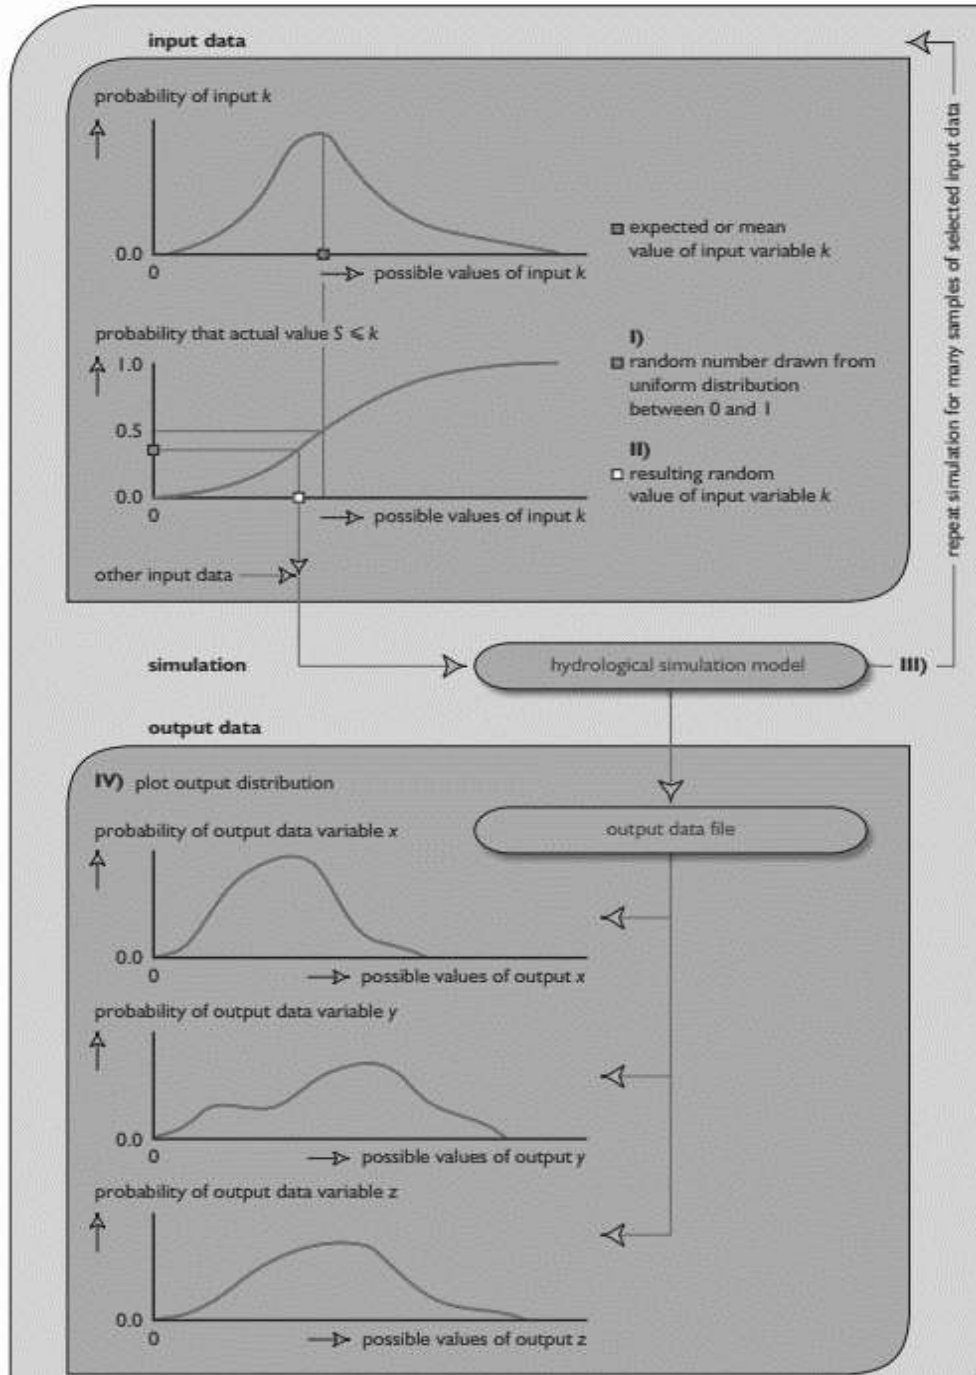 input data
probability of input k
0.0
0
possible values of input k
expected or mean
value of input variable k
probability that actual value S ⩽ k
1.0
0.5
0.0
0
possible values of input k
I)
random number drawn from
uniform distribution
between 0 and 1
II)
resulting random
value of input variable k
other input data
repeat simulation for many samples of selected input data
simulation
hydrological simulation model
III)
output data
IV) plot output distribution
output data file
probability of output data variable x
0.0
0
possible values of output x
probability of output data variable y
0.0
0
possible values of output y
probability of output data variable z
0.0
0
possible values of output z